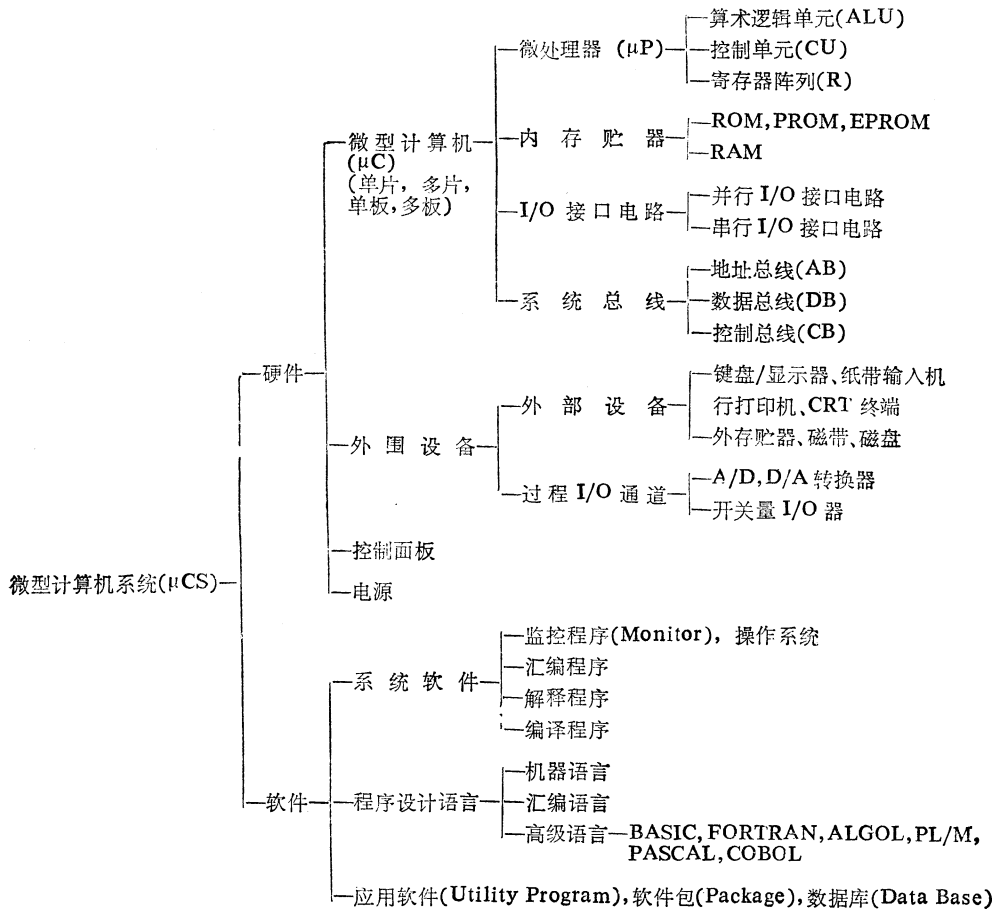 算术逻辑单元(ALU)
微处理器 (μP)
控制单元(CU)
寄存器阵列(R)
ROM,PROM,EPROM
微型计算机
内存贮器
(μC)
RAM
(单片, 多片,
单板,多板)
并行 I/O 接口电路
I/O 接口电路
串行 I/O 接口电路
地址总线(AB)
系统总线
数据总线(DB)
控制总线(CB)
硬件
键盘/显示器、纸带输入机
外部设备
行打印机、CRT 终端
外围设备
外存贮器、磁带、磁盘
过程 I/O 通道
A/D,D/A 转换器
开关量 I/O 器
控制面板
微型计算机系统(μCS)
电源
监控程序(Monitor), 操作系统
系统软件
汇编程序
解释程序
编译程序
机器语言
软件
程序设计语言
汇编语言
高级语言—BASIC,FORTRAN,ALGOL,PL/M,
PASCAL,COBOL
应用软件(Utility Program),软件包(Package),数据库(Data Base)